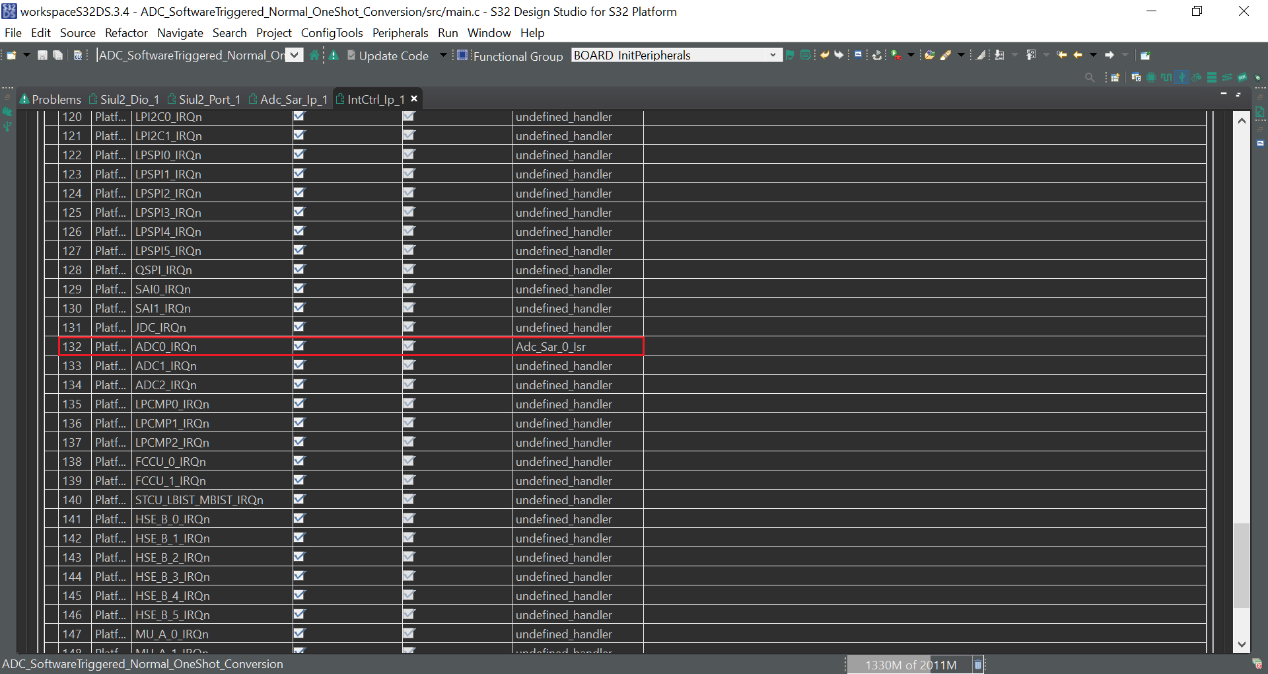 workspaceS32DS.3.4 - ADC_SoftwareTriggered_Normal_OneShot_Conversion/src/main.c - S32 Design Studio for S32 Platform
File Edit Source Refactor Navigate Search Project ConfigTools Peripherals Run Window Help
ADC_SoftwareTriggered_Normal_On Update Code Functional Group BOARD_InitPeripherals
Problems Siul2_Dio_1 Siul2_Port_1 Adc_Sar_Ip_1 IntCtrl_Ip_1
120 Platf... LPI2C0_IRQn undefined_handler
121 Platf... LPI2C1_IRQn undefined_handler
122 Platf... LPSPI0_IRQn undefined_handler
123 Platf... LPSPI1_IRQn undefined_handler
124 Platf... LPSPI2_IRQn undefined_handler
125 Platf... LPSPI3_IRQn undefined_handler
126 Platf... LPSPI4_IRQn undefined_handler
127 Platf... LPSPI5_IRQn undefined_handler
128 Platf... QSPI_IRQn undefined_handler
129 Platf... SAI0_IRQn undefined_handler
130 Platf... SAI1_IRQn undefined_handler
131 Platf... JDC_IRQn undefined_handler
132 Platf... ADC0_IRQn Adc_Sar_0_Isr
133 Platf... ADC1_IRQn undefined_handler
134 Platf... ADC2_IRQn undefined_handler
135 Platf... LPCMP0_IRQn undefined_handler
136 Platf... LPCMP1_IRQn undefined_handler
137 Platf... LPCMP2_IRQn undefined_handler
138 Platf... FCCU_0_IRQn undefined_handler
139 Platf... FCCU_1_IRQn undefined_handler
140 Platf... STCU_LBIST_MBIST_IRQn undefined_handler
141 Platf... HSE_B_0_IRQn undefined_handler
142 Platf... HSE_B_1_IRQn undefined_handler
143 Platf... HSE_B_2_IRQn undefined_handler
144 Platf... HSE_B_3_IRQn undefined_handler
145 Platf... HSE_B_4_IRQn undefined_handler
146 Platf... HSE_B_5_IRQn undefined_handler
147 Platf... MU_A_0_IRQn undefined_handler
148 Platf... MU_A_1_IRQn undefined_handler
ADC_SoftwareTriggered_Normal_OneShot_Conversion 1330M of 2011M